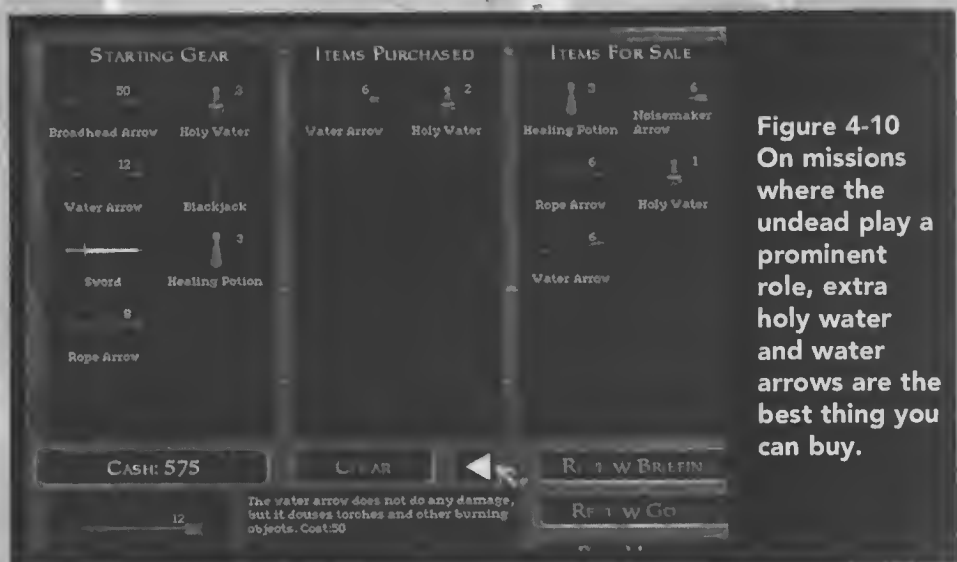 STARTING GEAR
50
3
Broadhead Arrow Holy Water
12
Water Arrow Blackjack
3
Sword Healing Potion
Rope Arrow
ITEMS PURCHASED
6 2
Water Arrow Holy Water
ITEMS FOR SALE
3 6
Healing Potion Noisemaker
Arrow
6 1
Rope Arrow Holy Water
6
Water Arrow
CASH: 575
12
The water arrow does not do any damage,
but it douses torches and other burning
objects. Cost:50
Figure 4-10
On missions
where the
undead play a
prominent
role, extra
holy water
and water
arrows are the
best thing you
can buy.